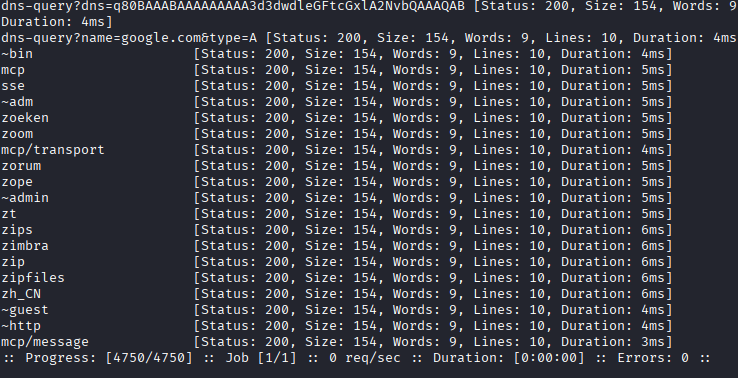 dns-query?dns=q80BAAABAAAAAAAAA3d3dwdleGFtcGxlA2NvbQAAAQAB [Status: 200, Size: 154, Words: 9
Duration: 4ms]
dns-query?name=google.com&type=A [Status: 200, Size: 154, Words: 9, Lines: 10, Duration: 4ms
~bin [Status: 200, Size: 154, Words: 9, Lines: 10, Duration: 4ms]
mcp [Status: 200, Size: 154, Words: 9, Lines: 10, Duration: 5ms]
sse [Status: 200, Size: 154, Words: 9, Lines: 10, Duration: 5ms]
~adm [Status: 200, Size: 154, Words: 9, Lines: 10, Duration: 5ms]
zoeken [Status: 200, Size: 154, Words: 9, Lines: 10, Duration: 5ms]
zoom [Status: 200, Size: 154, Words: 9, Lines: 10, Duration: 5ms]
mcp/transport [Status: 200, Size: 154, Words: 9, Lines: 10, Duration: 4ms]
zorum [Status: 200, Size: 154, Words: 9, Lines: 10, Duration: 5ms]
zope [Status: 200, Size: 154, Words: 9, Lines: 10, Duration: 5ms]
~admin [Status: 200, Size: 154, Words: 9, Lines: 10, Duration: 5ms]
zt [Status: 200, Size: 154, Words: 9, Lines: 10, Duration: 5ms]
zips [Status: 200, Size: 154, Words: 9, Lines: 10, Duration: 6ms]
zimbra [Status: 200, Size: 154, Words: 9, Lines: 10, Duration: 6ms]
zip [Status: 200, Size: 154, Words: 9, Lines: 10, Duration: 6ms]
zipfiles [Status: 200, Size: 154, Words: 9, Lines: 10, Duration: 6ms]
zh_CN [Status: 200, Size: 154, Words: 9, Lines: 10, Duration: 6ms]
~guest [Status: 200, Size: 154, Words: 9, Lines: 10, Duration: 4ms]
~http [Status: 200, Size: 154, Words: 9, Lines: 10, Duration: 4ms]
mcp/message [Status: 200, Size: 154, Words: 9, Lines: 10, Duration: 3ms]
:: Progress: [4750/4750] :: Job [1/1] :: 0 req/sec :: Duration: [0:00:00] :: Errors: 0 ::